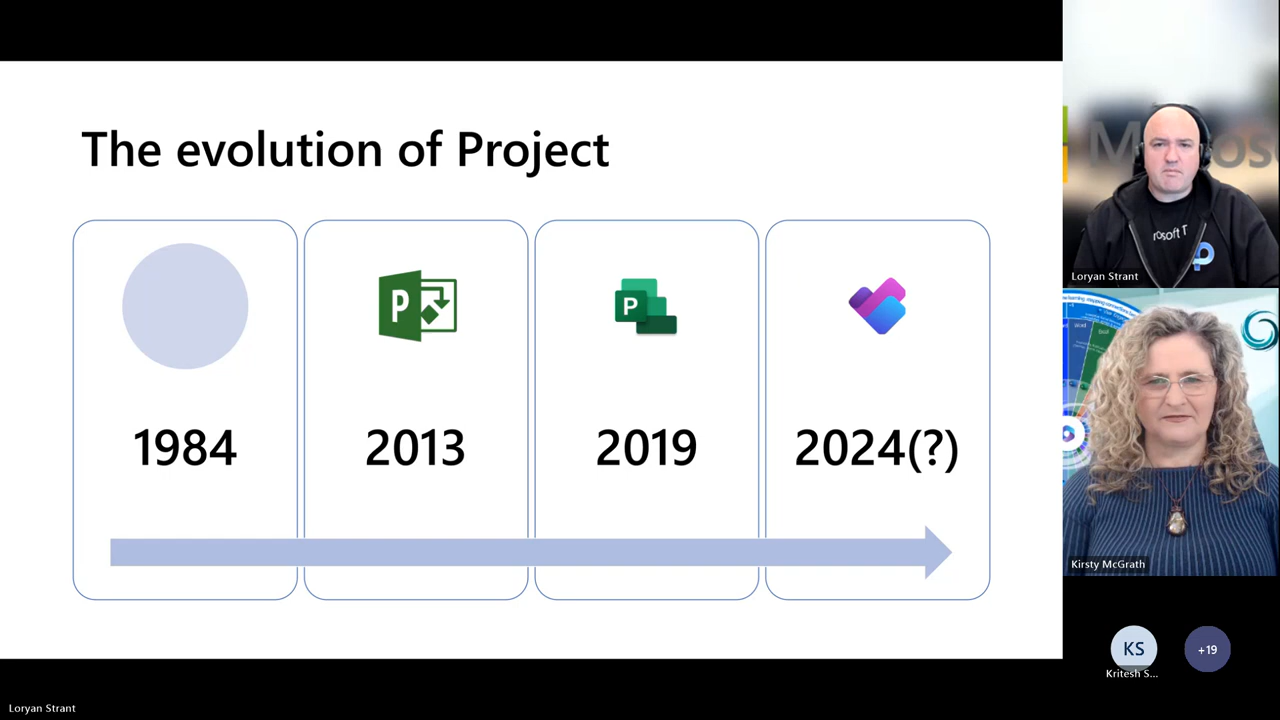 The evolution of Project
P
P
1984
2013
2019
2024(?)
Loryan Strant
Kirsty McGrath
KS
+19
Kritesh S...
Loryan Strant